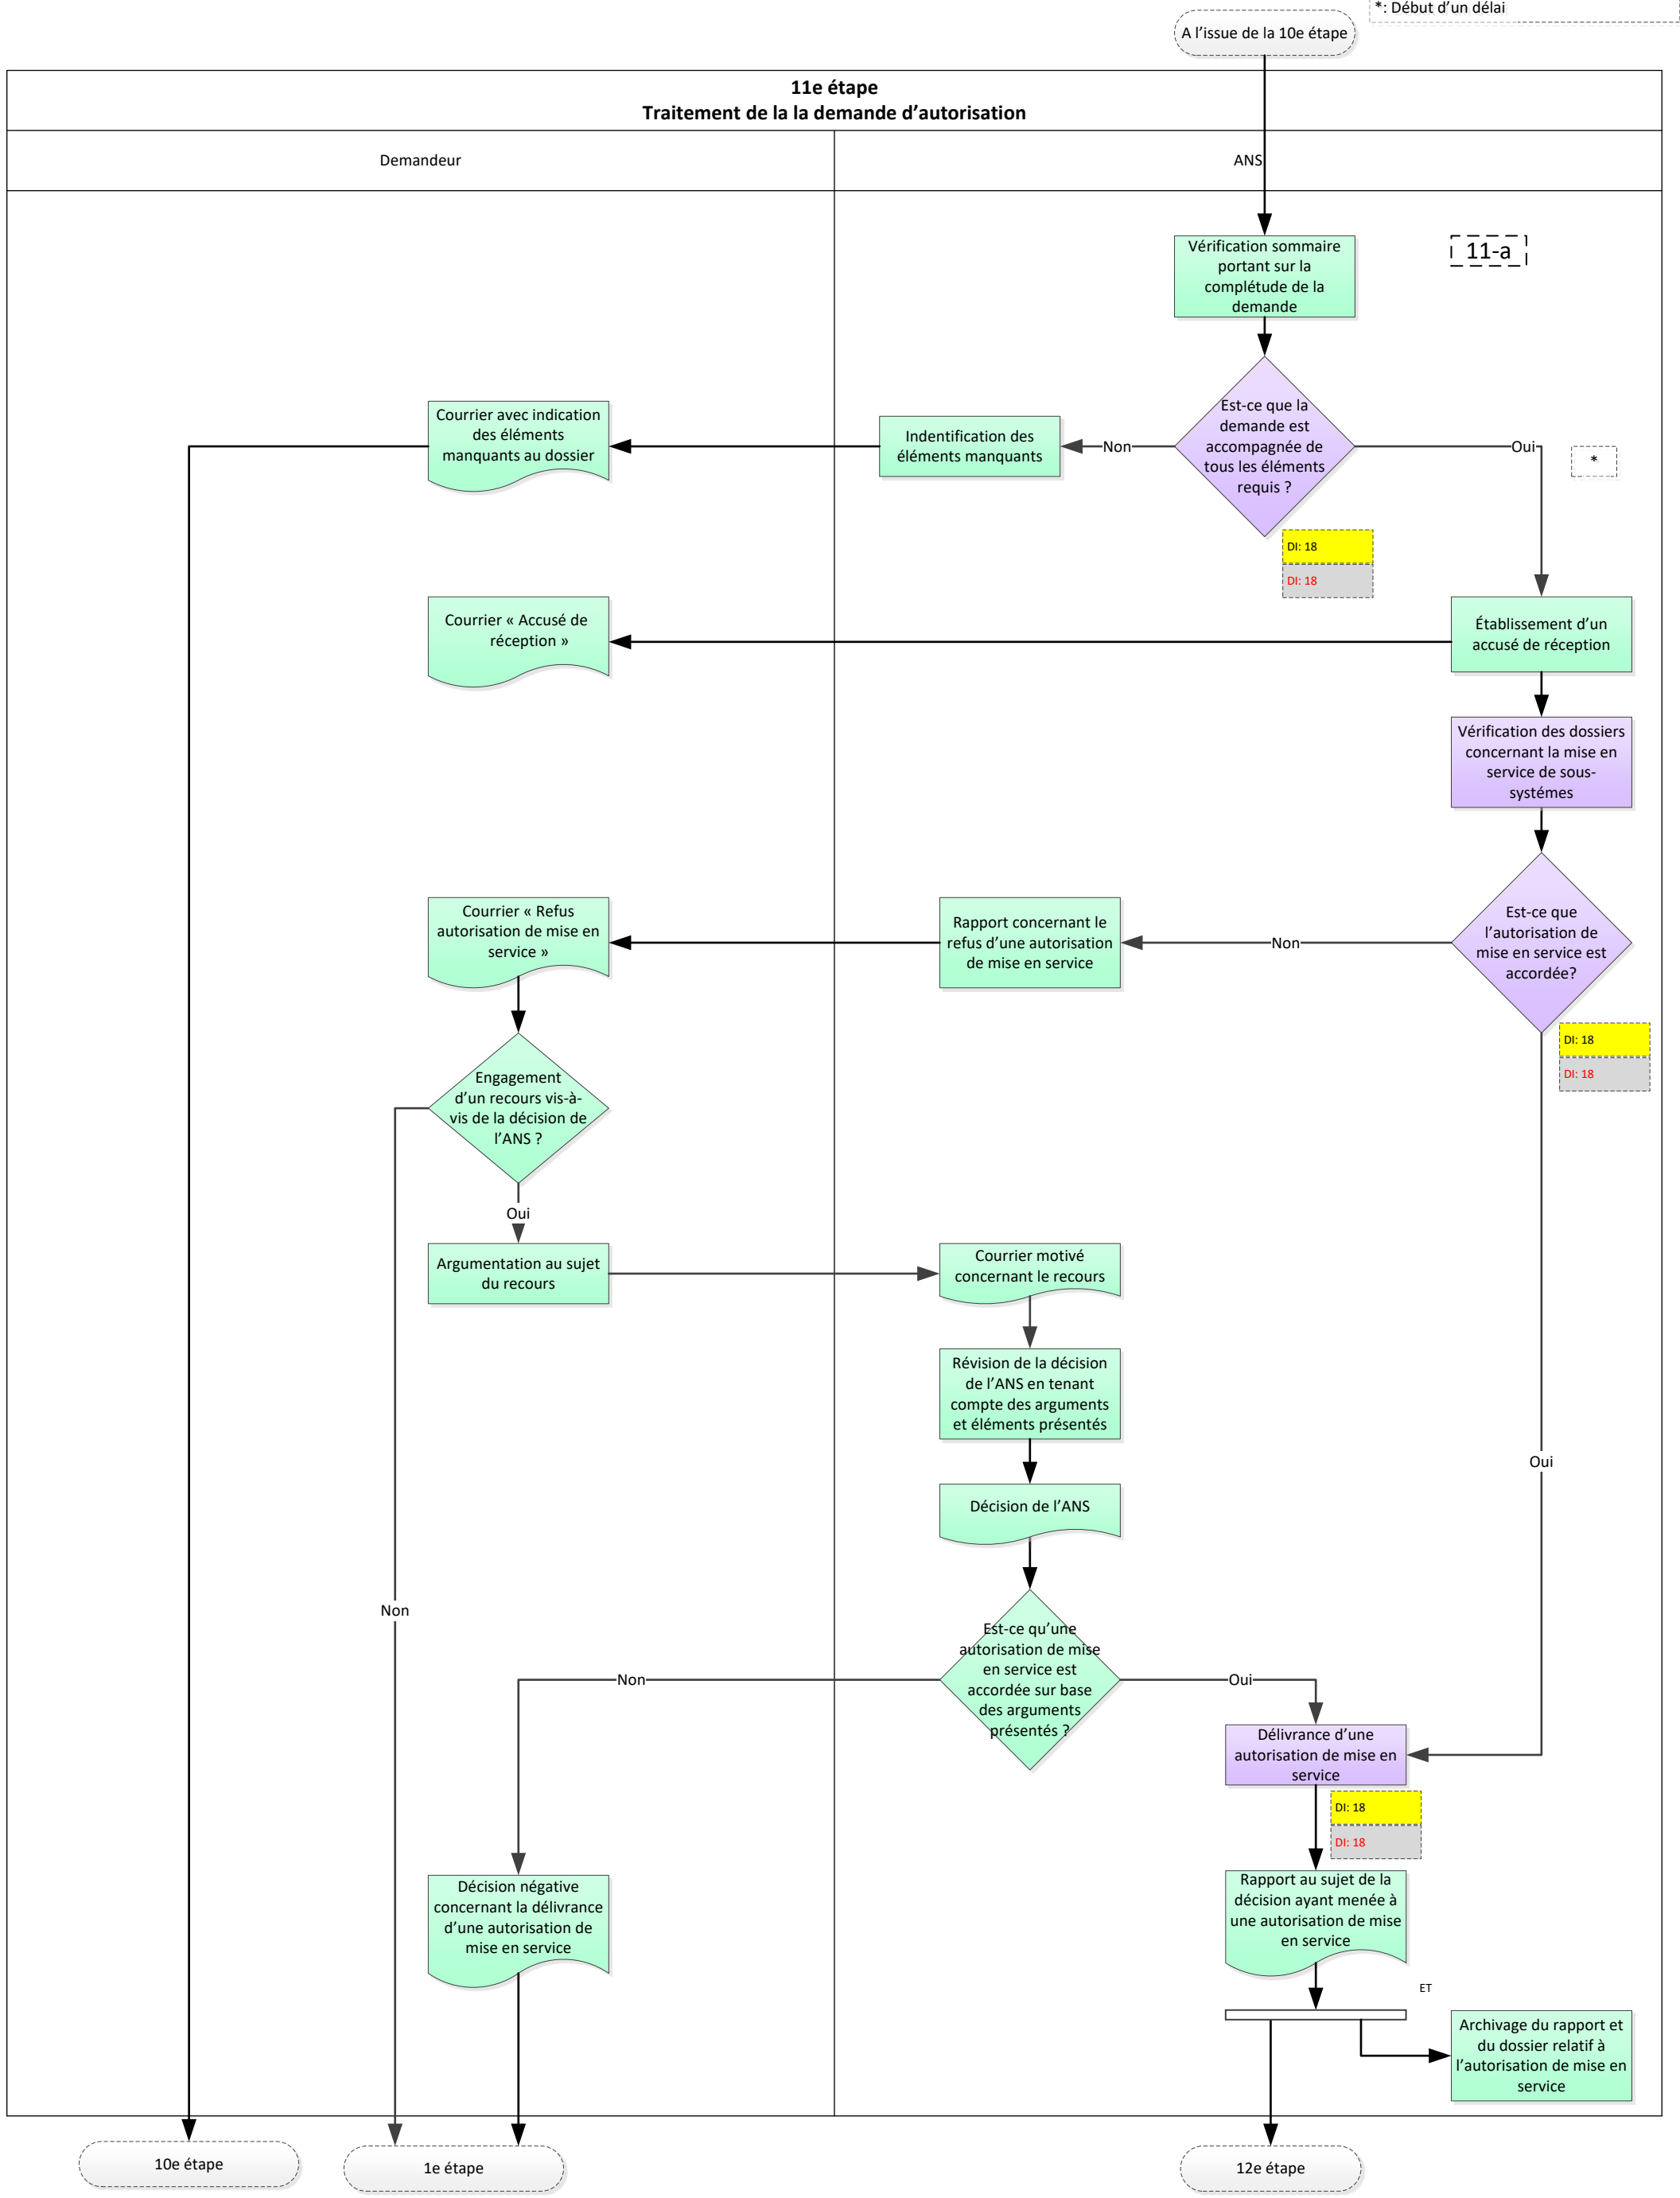 *: Début d'un délai
A l'issue de la 10e étape
11e étape
Traitement de la la demande d'autorisation
Demandeur
ANS
Vérification sommaire
portant sur la
complétude de la
demande
11-a
Est-ce que la
demande est
accompagnée de
tous les éléments
requis ?
Non
Oui
*
Indentification des
éléments manquants
Courrier avec indication
des éléments
manquants au dossier
DI: 18
DI: 18
Établissement d'un
accusé de réception
Courrier « Accusé de
réception »
Vérification des dossiers
concernant la mise en
service de sous-
systémes
Est-ce que
l'autorisation de
mise en service est
accordée?
Non
Rapport concernant le
refus d'une autorisation
de mise en service
Courrier « Refus
autorisation de mise en
service »
DI: 18
DI: 18
Engagement
d'un recours vis-à-
vis de la décision de
l'ANS ?
Oui
Argumentation au sujet
du recours
Courrier motivé
concernant le recours
Révision de la décision
de l'ANS en tenant
compte des arguments
et éléments présentés
Oui
Décision de l'ANS
Non
Est-ce qu'une
autorisation de mise
en service est
accordée sur base
des arguments
présentés ?
Non
Oui
Délivrance d'une
autorisation de mise en
service
DI: 18
DI: 18
Décision négative
concernant la délivrance
d'une autorisation de
mise en service
Rapport au sujet de la
décision ayant menée à
une autorisation de mise
en service
ET
Archivage du rapport et
du dossier relatif à
l'autorisation de mise en
service
10e étape
1e étape
12e étape